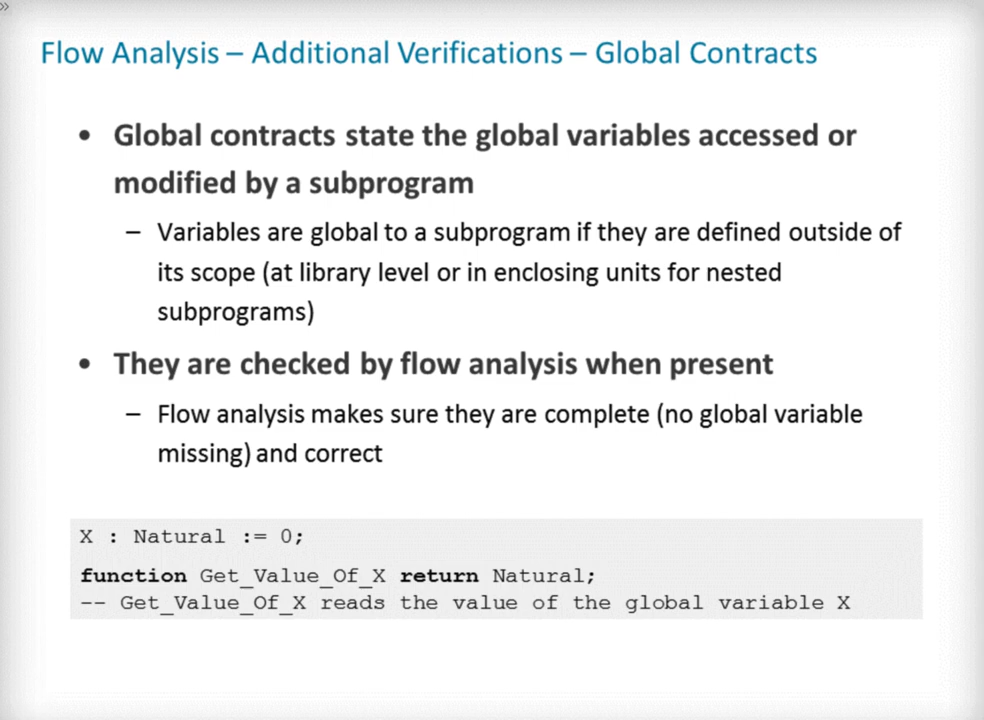 »
Flow Analysis – Additional Verifications – Global Contracts
• Global contracts state the global variables accessed or
modified by a subprogram
– Variables are global to a subprogram if they are defined outside of
its scope (at library level or in enclosing units for nested
subprograms)
• They are checked by flow analysis when present
– Flow analysis makes sure they are complete (no global variable
missing) and correct
X : Natural := 0;
function Get_Value_Of_X return Natural;
-- Get_Value_Of_X reads the value of the global variable X